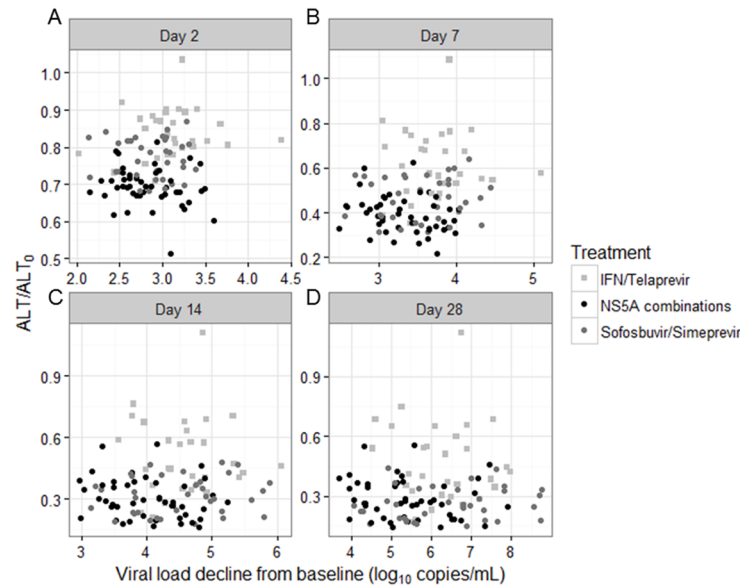 A
B
Day 2
Day 7
1.0
0.9
0.8
0.7
0.6
0.5
1.0
0.8
0.6
0.4
0.2
2.0 2.5 3.0 3.5 4.0 4.5
3 4 5
ALT/ALT0
C
D
Day 14
Day 28
0.9
0.6
0.3
0.9
0.6
0.3
3 4 5 6
4 5 6 7 8
Viral load decline from baseline (log10 copies/mL)
Treatment
IFN/Telaprevir
NS5A combinations
Sofosbuvir/Simeprevir